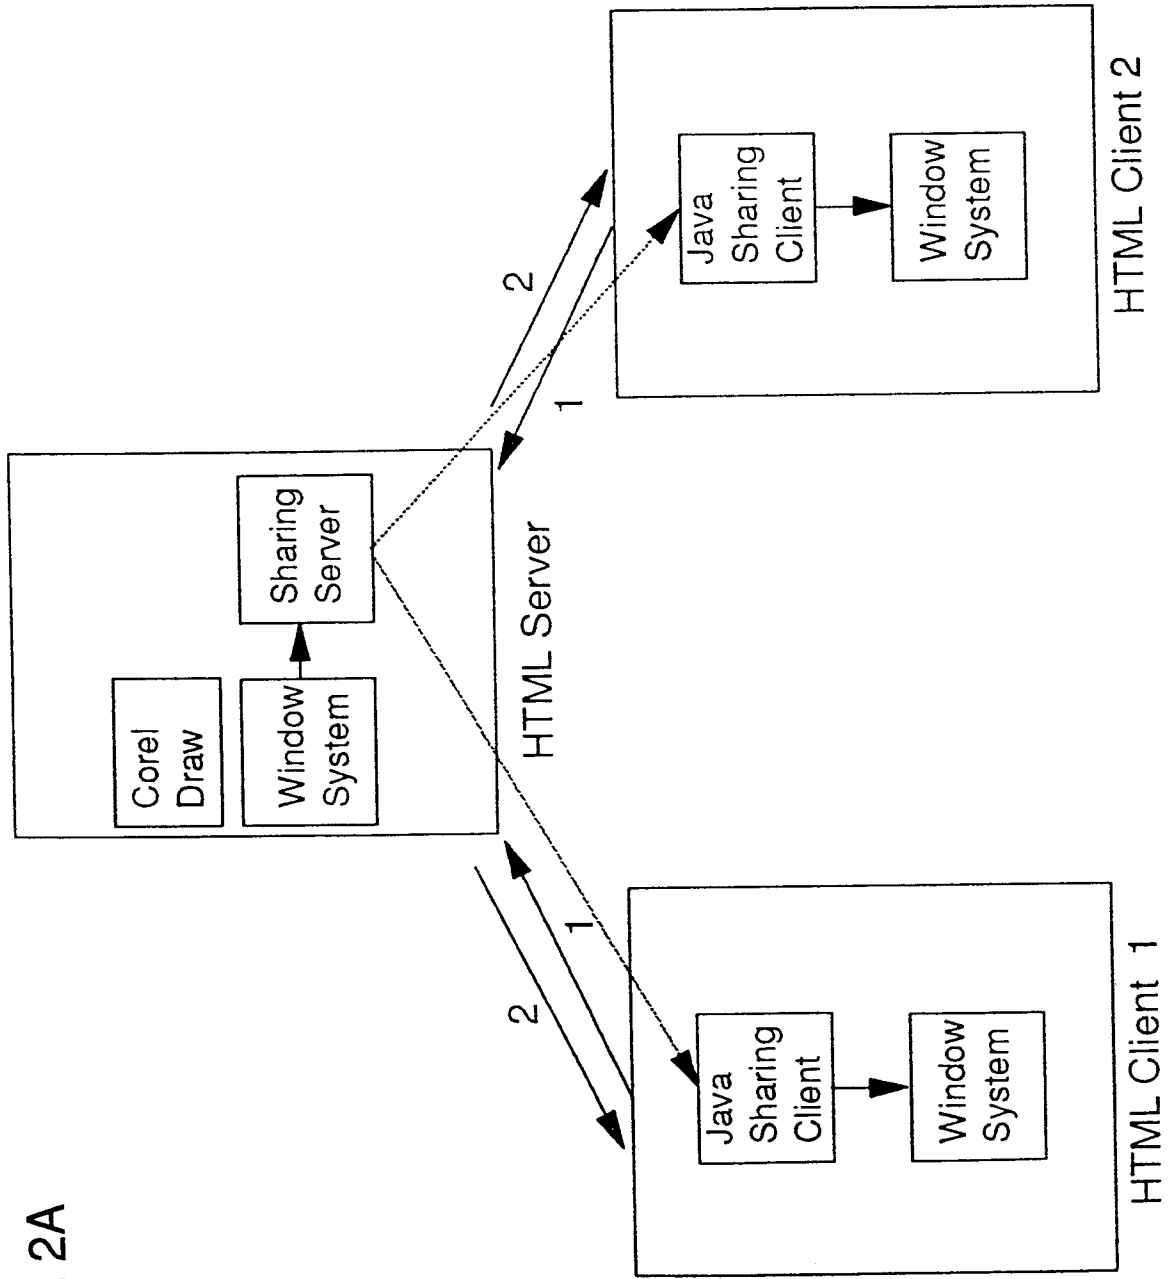 2A
Corel
Draw
Window
System
Sharing
Server
HTML Server
2
1
2
1
Java
Sharing
Client
Window
System
HTML Client 1
Java
Sharing
Client
Window
System
HTML Client 2